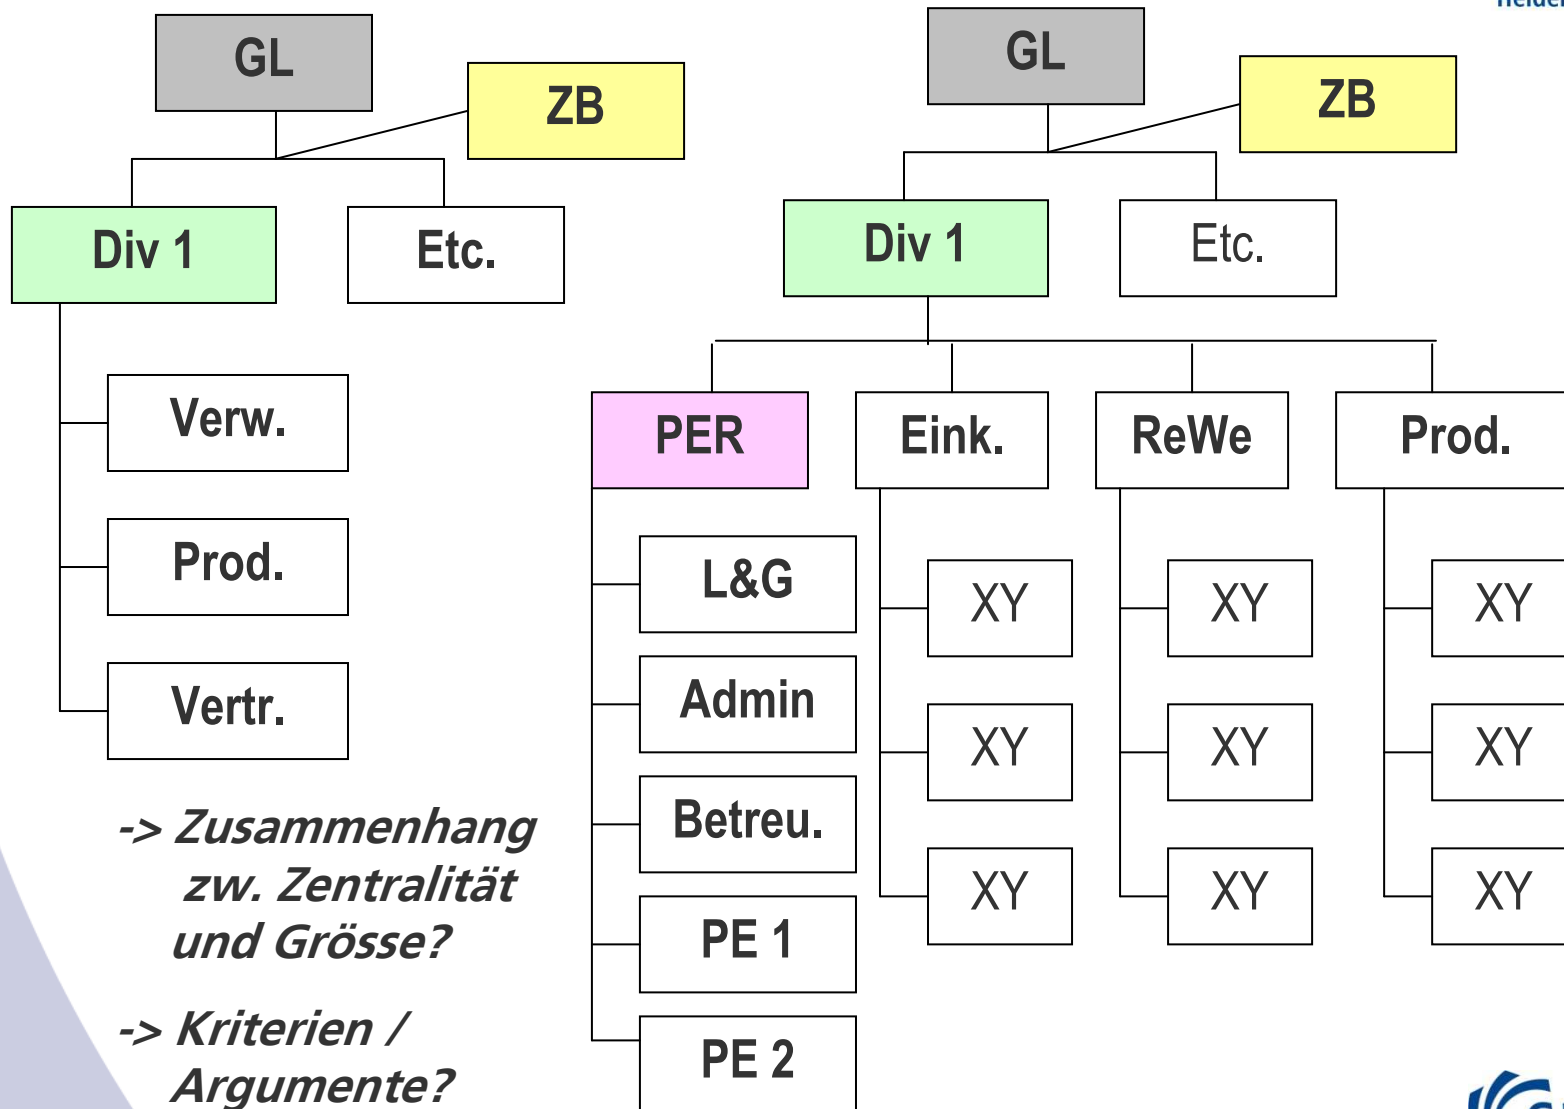 GL
ZB
Div 1
Etc.
Verw.
Prod.
Vertr.
-> Zusammenhang
zw. Zentralität
und Grösse?
-> Kriterien /
Argumente?
GL
ZB
Div 1
Etc.
PER
Eink.
ReWe
Prod.
L&G
Admin
Betreu.
PE 1
PE 2
XY
XY
XY
XY
XY
XY
XY
XY
XY